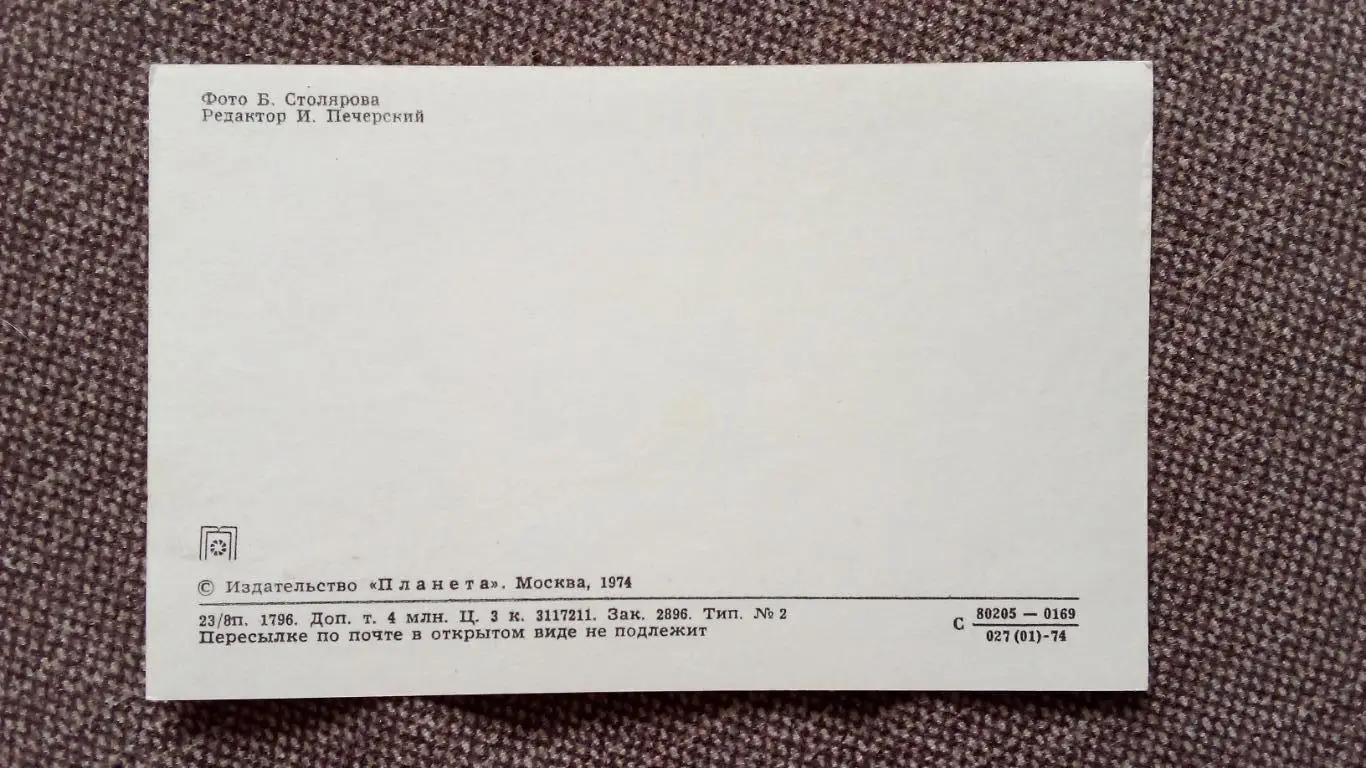 Фото Б. Столярова
Редактор И. Печерский
© Издательство «Планета». Москва, 1974
23/8п. 1796. Доп. т. 4 млн. Ц. 3 к. 3117211. Зак. 2896. Тип. № 2
Пересылке по почте в открытом виде не подлежит
С 80205 — 0169
027 (01)-74